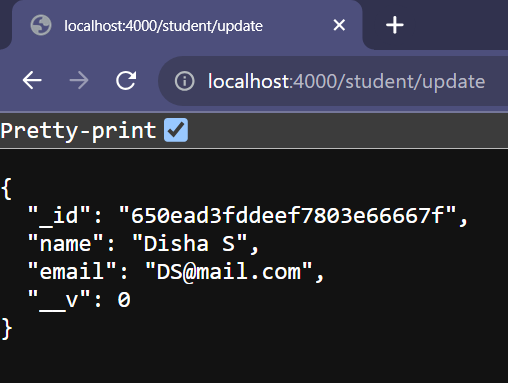 localhost:4000/student/update
localhost:4000/student/update
Pretty-print
{
  "_id": "650ead3fddeef7803e66667f",
  "name": "Disha S",
  "email": "DS@mail.com",
  "__v": 0
}